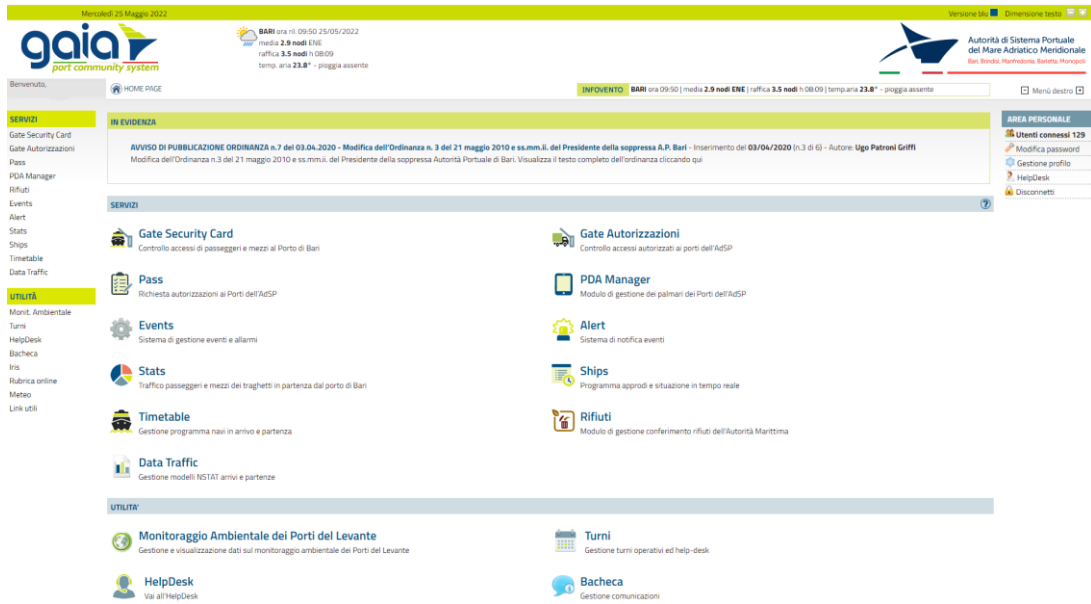 Mercoledì 25 Maggio 2022
Versione blu
Dimensione testo
gaia
port community system
BARI ora ril. 09:50 25/05/2022
media 2.9 nodi ENE
raffica 3.5 nodi h 08:09
temp. aria 23.8° - pioggia assente
Autorità di Sistema Portuale
del Mare Adriatico Meridionale
Bari, Brindisi, Manfredonia, Barletta, Monopoli
Benvenuto,
HOME PAGE
INFOVENTO BARI ora 09:50 | media 2.9 nodi ENE | raffica 3.5 nodi h 08:09 | temp.aria 23.8° - pioggia assente
Menù destro
SERVIZI
Gate Security Card
Gate Autorizzazioni
Pass
PDA Manager
Rifiuti
Events
Alert
Stats
Ships
Timetable
Data Traffic
UTILITÀ
Monit. Ambientale
Turni
HelpDesk
Bacheca
Iris
Rubrica online
Meteo
Link utili
IN EVIDENZA
AVVISO DI PUBBLICAZIONE ORDINANZA n.7 del 03.04.2020 - Modifica dell'Ordinanza n. 3 del 21 maggio 2010 e ss.mm.ii. del Presidente della soppressa A.P. Bari - Inserimento del 03/04/2020 (n.3 di 6) - Autore: Ugo Patroni Griffi
Modifica dell'Ordinanza n.3 del 21 maggio 2010 e ss.mm.ii. del Presidente della soppressa Autorità Portuale di Bari. Visualizza il testo completo dell'ordinanza cliccando qui
SERVIZI
Gate Security Card
Controllo accessi di passeggeri e mezzi al Porto di Bari
Gate Autorizzazioni
Controllo accessi autorizzati ai porti dell'AdSP
Pass
Richiesta autorizzazioni ai Porti dell'AdSP
PDA Manager
Modulo di gestione dei palmari dei Porti dell'AdSP
Events
Sistema di gestione eventi e allarmi
Alert
Sistema di notifica eventi
Stats
Traffico passeggeri e mezzi dei traghetti in partenza dal porto di Bari
Ships
Programma approdi e situazione in tempo reale
Timetable
Gestione programma navi in arrivo e partenza
Rifiuti
Modulo di gestione conferimento rifiuti dell'Autorità Marittima
Data Traffic
Gestione modelli NSTAT arrivi e partenze
UTILITA'
Monitoraggio Ambientale dei Porti del Levante
Gestione e visualizzazione dati sul monitoraggio ambientale dei Porti del Levante
Turni
Gestione turni operativi ed help-desk
HelpDesk
Vai all'HelpDesk
Bacheca
Gestione comunicazioni
AREA PERSONALE
Utenti connessi 129
Modifica password
Gestione profilo
HelpDesk
Disconnetti